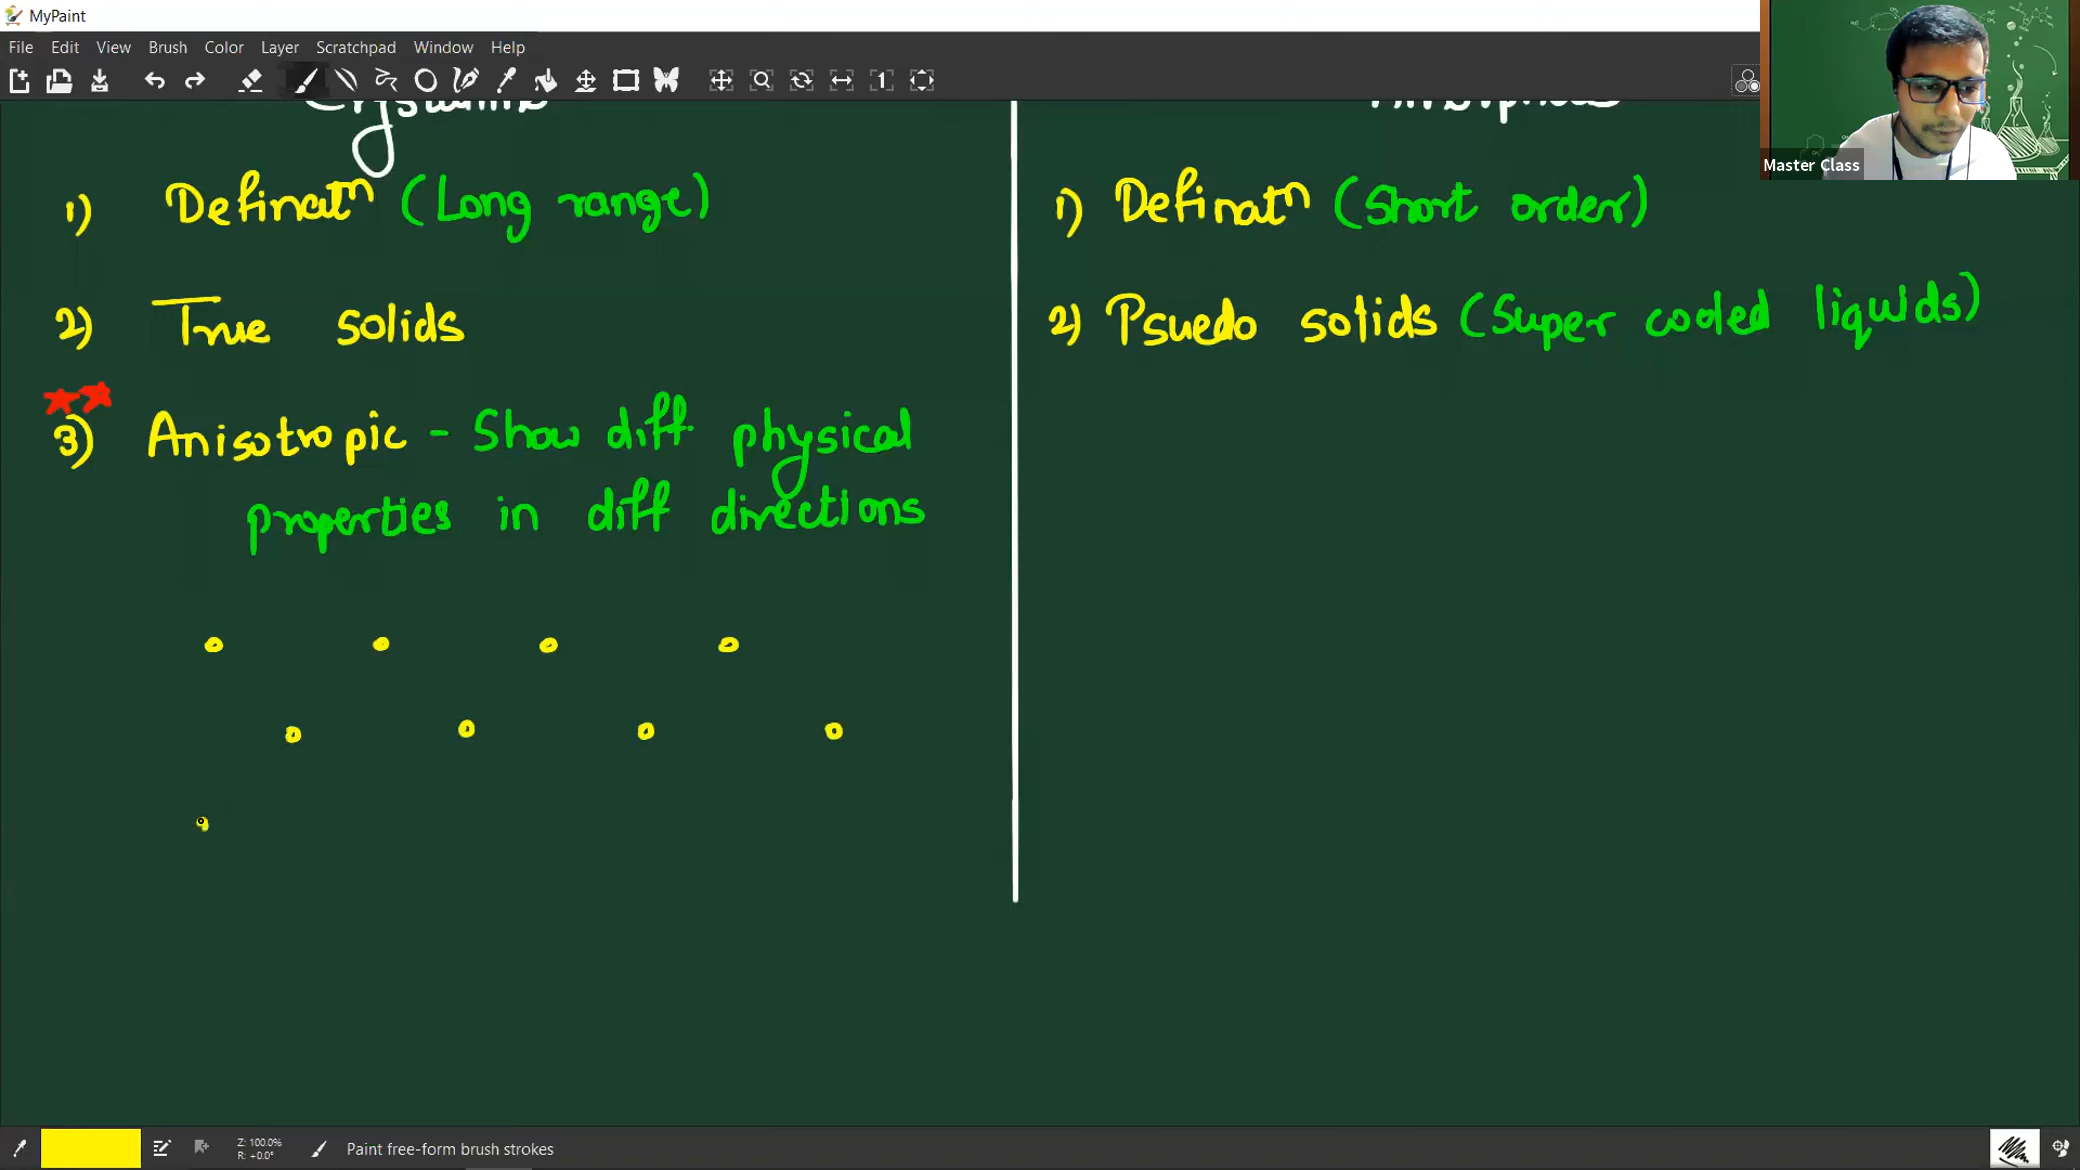 MyPaint
File Edit View Brush Color Layer Scratchpad Window Help
Master Class
Crystalline
1) Definatn (Long range)
2) True solids
3) Anisotropic - Show diff. physical
properties in diff directions
Amorphous
1) Definatn (Short order)
2) Psuedo solids (Super cooled liquids)
Z: 100.0%
R: +0.0°
Paint free-form brush strokes